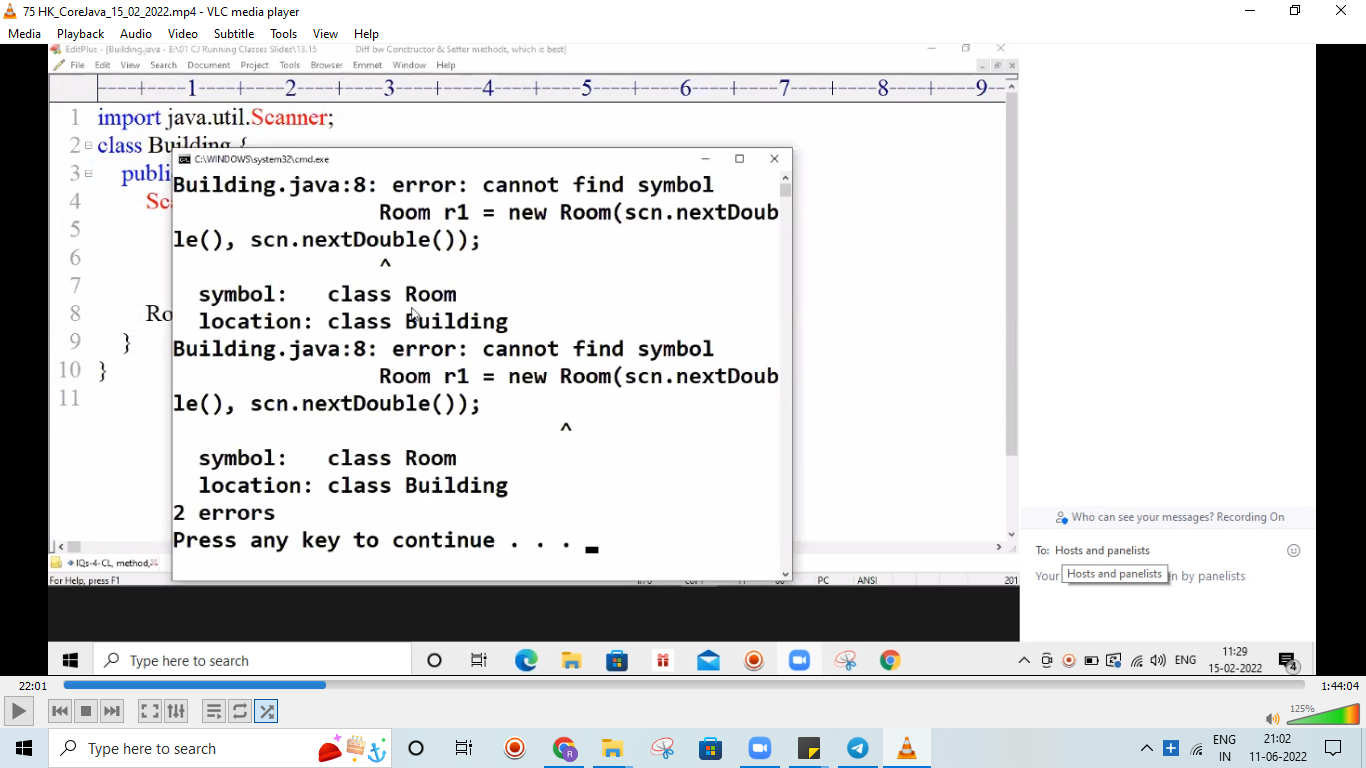 75 HK_CoreJava_15_02_2022.mp4 - VLC media player
Media Playback Audio Video Subtitle Tools View Help
EditPlus - [Building.java - E:\01 CJ Running Classes Slides\13.15 Diff bw Constructor & Setter methods, which is best]
File Edit View Search Document Project Tools Browser Emmet Window Help
----+----1----+----2----+----3----+----4----+----5----+----6----+----7----+----8----+----9--
1 import java.util.Scanner;
2 class Building {
3 publi
4 Sc
5
6
7
8 Ro
9 }
10 }
11
C:\WINDOWS\system32\cmd.exe
Building.java:8: error: cannot find symbol
Room r1 = new Room(scn.nextDoub
le(), scn.nextDouble());
^
symbol: class Room
location: class Building
Building.java:8: error: cannot find symbol
Room r1 = new Room(scn.nextDoub
le(), scn.nextDouble());
^
symbol: class Room
location: class Building
2 errors
Press any key to continue . . .
IQs-4-CL, method,
For Help, press F1
PC ANSI 201
Who can see your messages? Recording On
To: Hosts and panelists
Your
Hosts and panelists
n by panelists
Type here to search
ENG
11:29
15-02-2022
4
22:01
1:44:04
125%
Type here to search
ENG
IN
21:02
11-06-2022